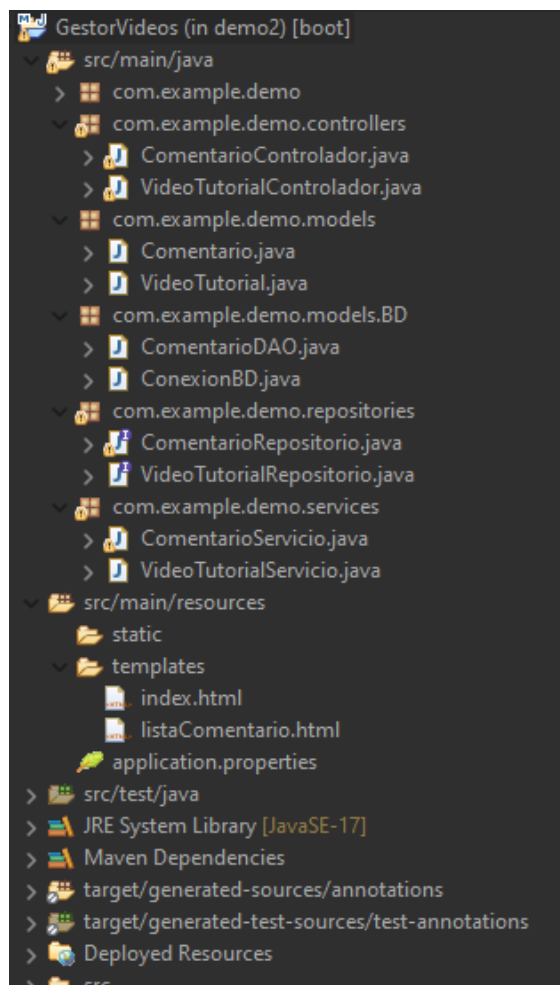 GestorVideos (in demo2) [boot]
src/main/java
com.example.demo
com.example.demo.controllers
ComentarioControlador.java
VideoTutorialControlador.java
com.example.demo.models
Comentario.java
VideoTutorial.java
com.example.demo.models.BD
ComentarioDAO.java
ConexionBD.java
com.example.demo.repositories
ComentarioRepositorio.java
VideoTutorialRepositorio.java
com.example.demo.services
ComentarioServicio.java
VideoTutorialServicio.java
src/main/resources
static
templates
index.html
listaComentario.html
application.properties
src/test/java
JRE System Library [JavaSE-17]
Maven Dependencies
target/generated-sources/annotations
target/generated-test-sources/test-annotations
Deployed Resources